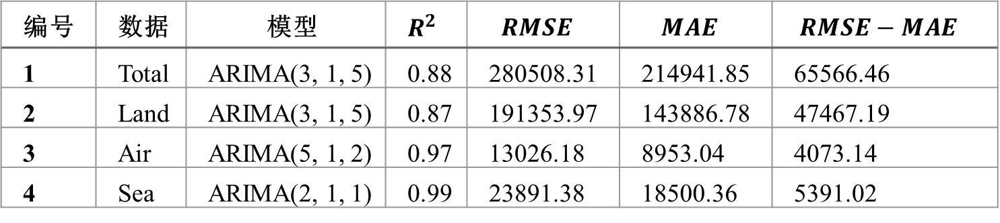 编号 数据 模型 R² RMSE MAE RMSE − MAE
1 Total ARIMA(3, 1, 5) 0.88 280508.31 214941.85 65566.46
2 Land ARIMA(3, 1, 5) 0.87 191353.97 143886.78 47467.19
3 Air ARIMA(5, 1, 2) 0.97 13026.18 8953.04 4073.14
4 Sea ARIMA(2, 1, 1) 0.99 23891.38 18500.36 5391.02